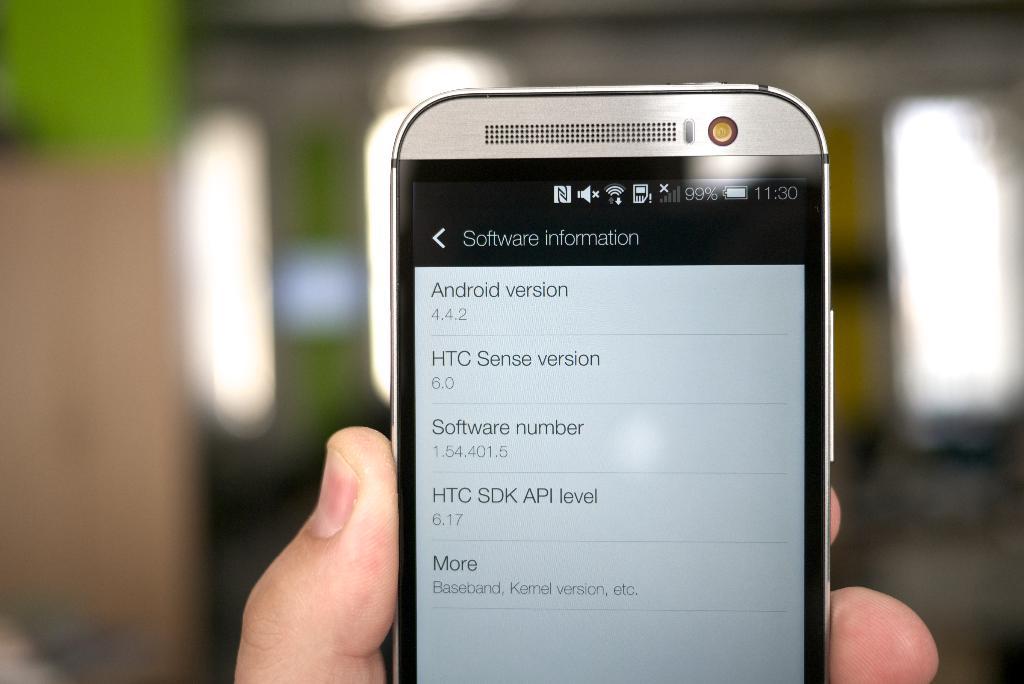 99% 11:30
Software information
Android version
4.4.2
HTC Sense version
6.0
Software number
1.54.401.5
HTC SDK API level
6.17
More
Baseband, Kernel version, etc.